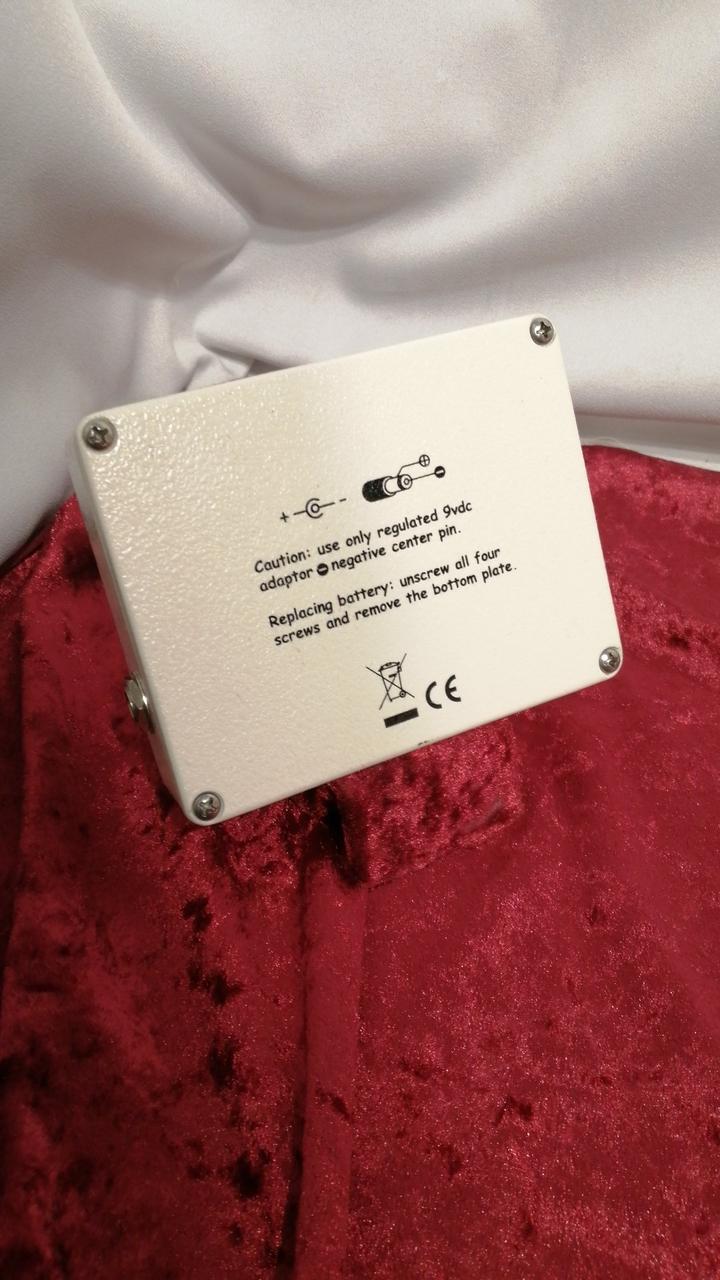 + -
Caution: use only regulated 9vdc
adaptor ⊖ negative center pin.
Replacing battery: unscrew all four
screws and remove the bottom plate.
CE